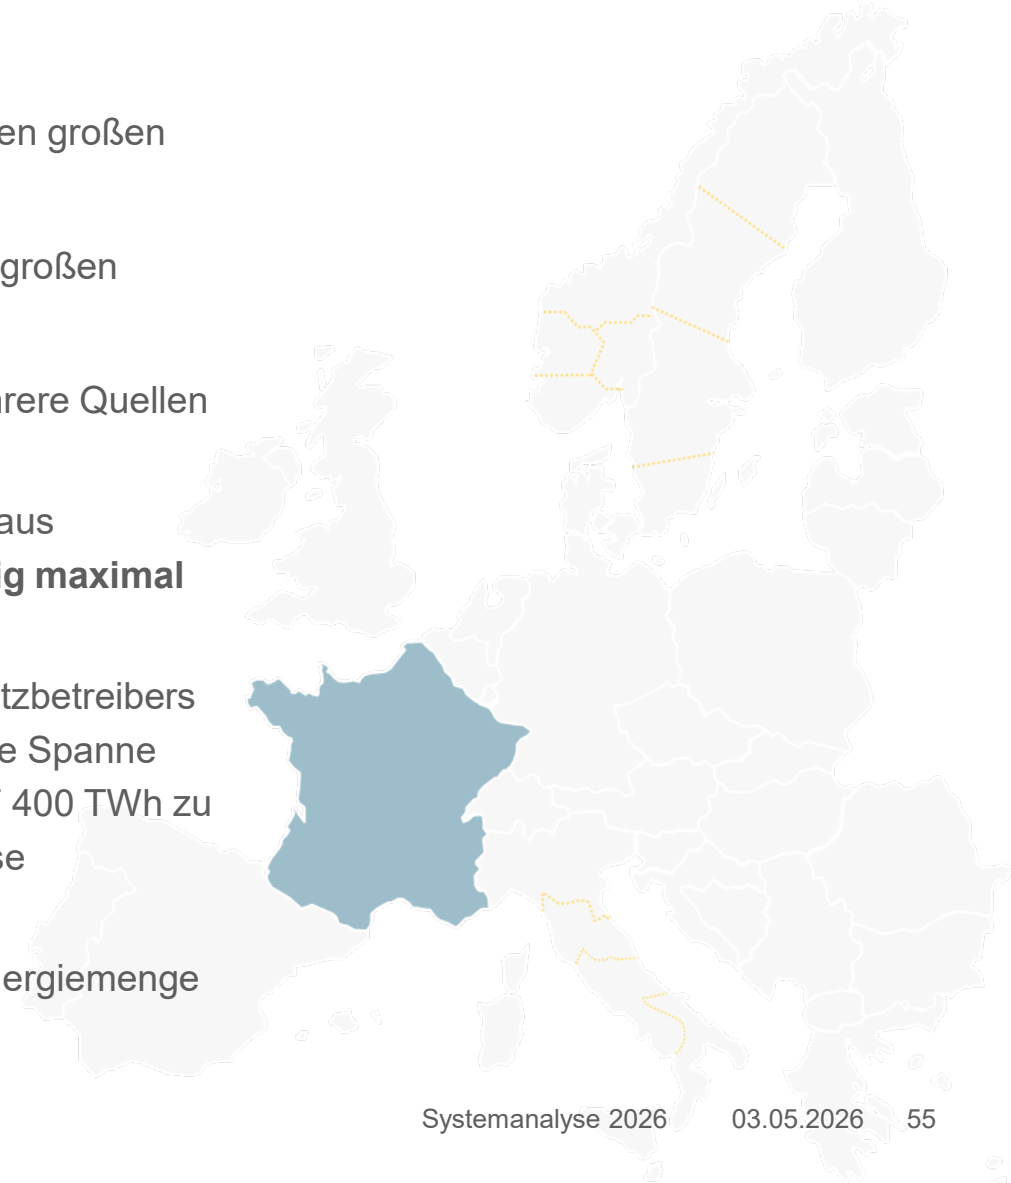 en großen
großen
rere Quellen
aus
ig maximal
tzbetreibers
e Spanne
400 TWh zu
se
ergiemenge
Systemanalyse 2026 03.05.2026 55